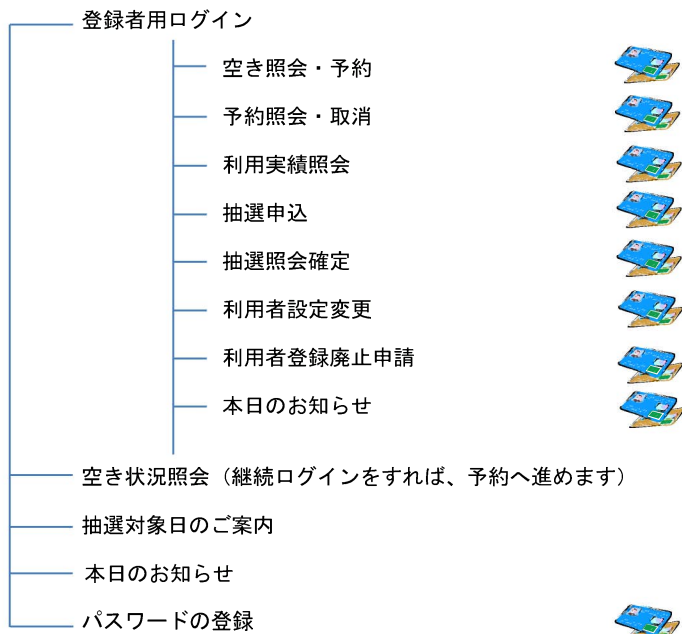 登録者用ログイン
空き照会・予約
予約照会・取消
利用実績照会
抽選申込
抽選照会確定
利用者設定変更
利用者登録廃止申請
本日のお知らせ
空き状況照会（継続ログインをすれば、予約へ進めます）
抽選対象日のご案内
本日のお知らせ
パスワードの登録